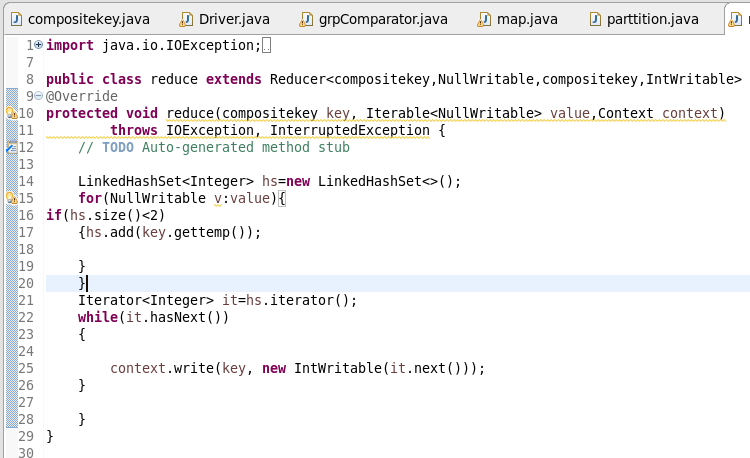 compositekey.java Driver.java grpComparator.java map.java parttition.java
1 import java.io.IOException;
7
8 public class reduce extends Reducer<compositekey,NullWritable,compositekey,IntWritable>
9 @Override
10 protected void reduce(compositekey key, Iterable<NullWritable> value,Context context)
11         throws IOException, InterruptedException {
12     // TODO Auto-generated method stub
13
14     LinkedHashSet<Integer> hs=new LinkedHashSet<>();
15     for(NullWritable v:value){
16 if(hs.size()<2)
17     {hs.add(key.gettemp());
18
19     }
20     }
21     Iterator<Integer> it=hs.iterator();
22     while(it.hasNext())
23     {
24
25         context.write(key, new IntWritable(it.next()));
26     }
27
28     }
29 }
30